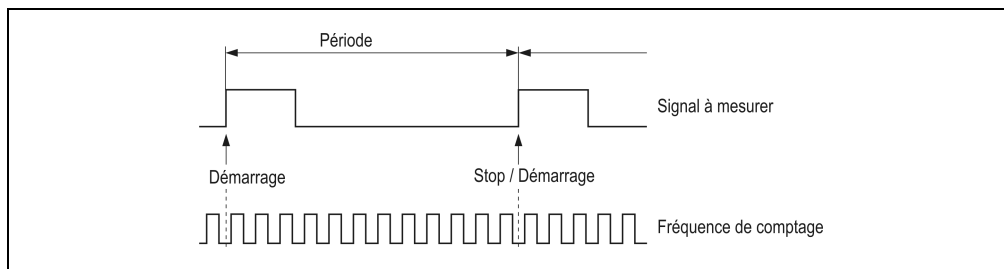 Période
Signal à mesurer
Démarrage
Stop / Démarrage
Fréquence de comptage